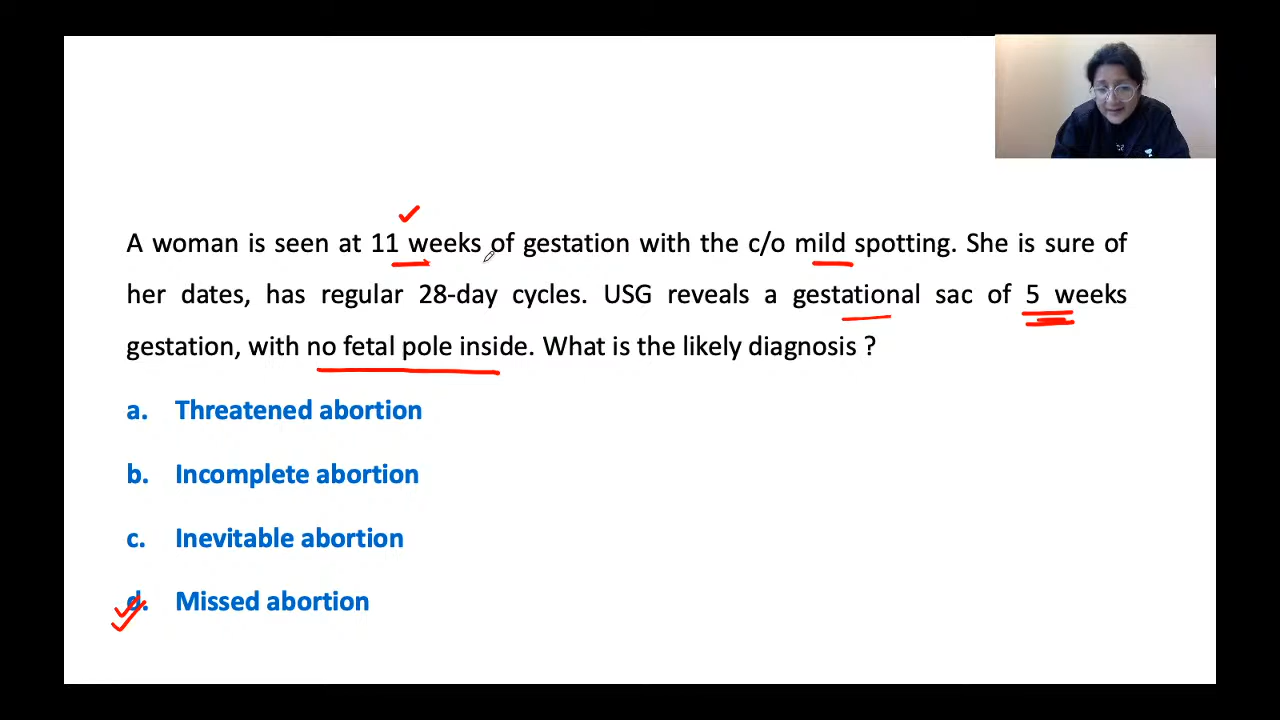 A woman is seen at 11 weeks of gestation with the c/o mild spotting. She is sure of
her dates, has regular 28-day cycles. USG reveals a gestational sac of 5 weeks
gestation, with no fetal pole inside. What is the likely diagnosis ?
a. Threatened abortion
b. Incomplete abortion
c. Inevitable abortion
d. Missed abortion